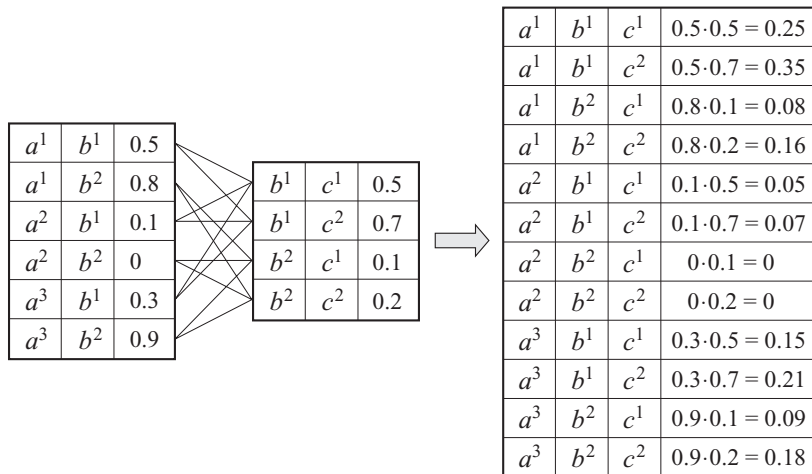 a¹ b¹ 0.5
a¹ b² 0.8
a² b¹ 0.1
a² b² 0
a³ b¹ 0.3
a³ b² 0.9
b¹ c¹ 0.5
b¹ c² 0.7
b² c¹ 0.1
b² c² 0.2
a¹ b¹ c¹ 0.5·0.5 = 0.25
a¹ b¹ c² 0.5·0.7 = 0.35
a¹ b² c¹ 0.8·0.1 = 0.08
a¹ b² c² 0.8·0.2 = 0.16
a² b¹ c¹ 0.1·0.5 = 0.05
a² b¹ c² 0.1·0.7 = 0.07
a² b² c¹ 0·0.1 = 0
a² b² c² 0·0.2 = 0
a³ b¹ c¹ 0.3·0.5 = 0.15
a³ b¹ c² 0.3·0.7 = 0.21
a³ b² c¹ 0.9·0.1 = 0.09
a³ b² c² 0.9·0.2 = 0.18